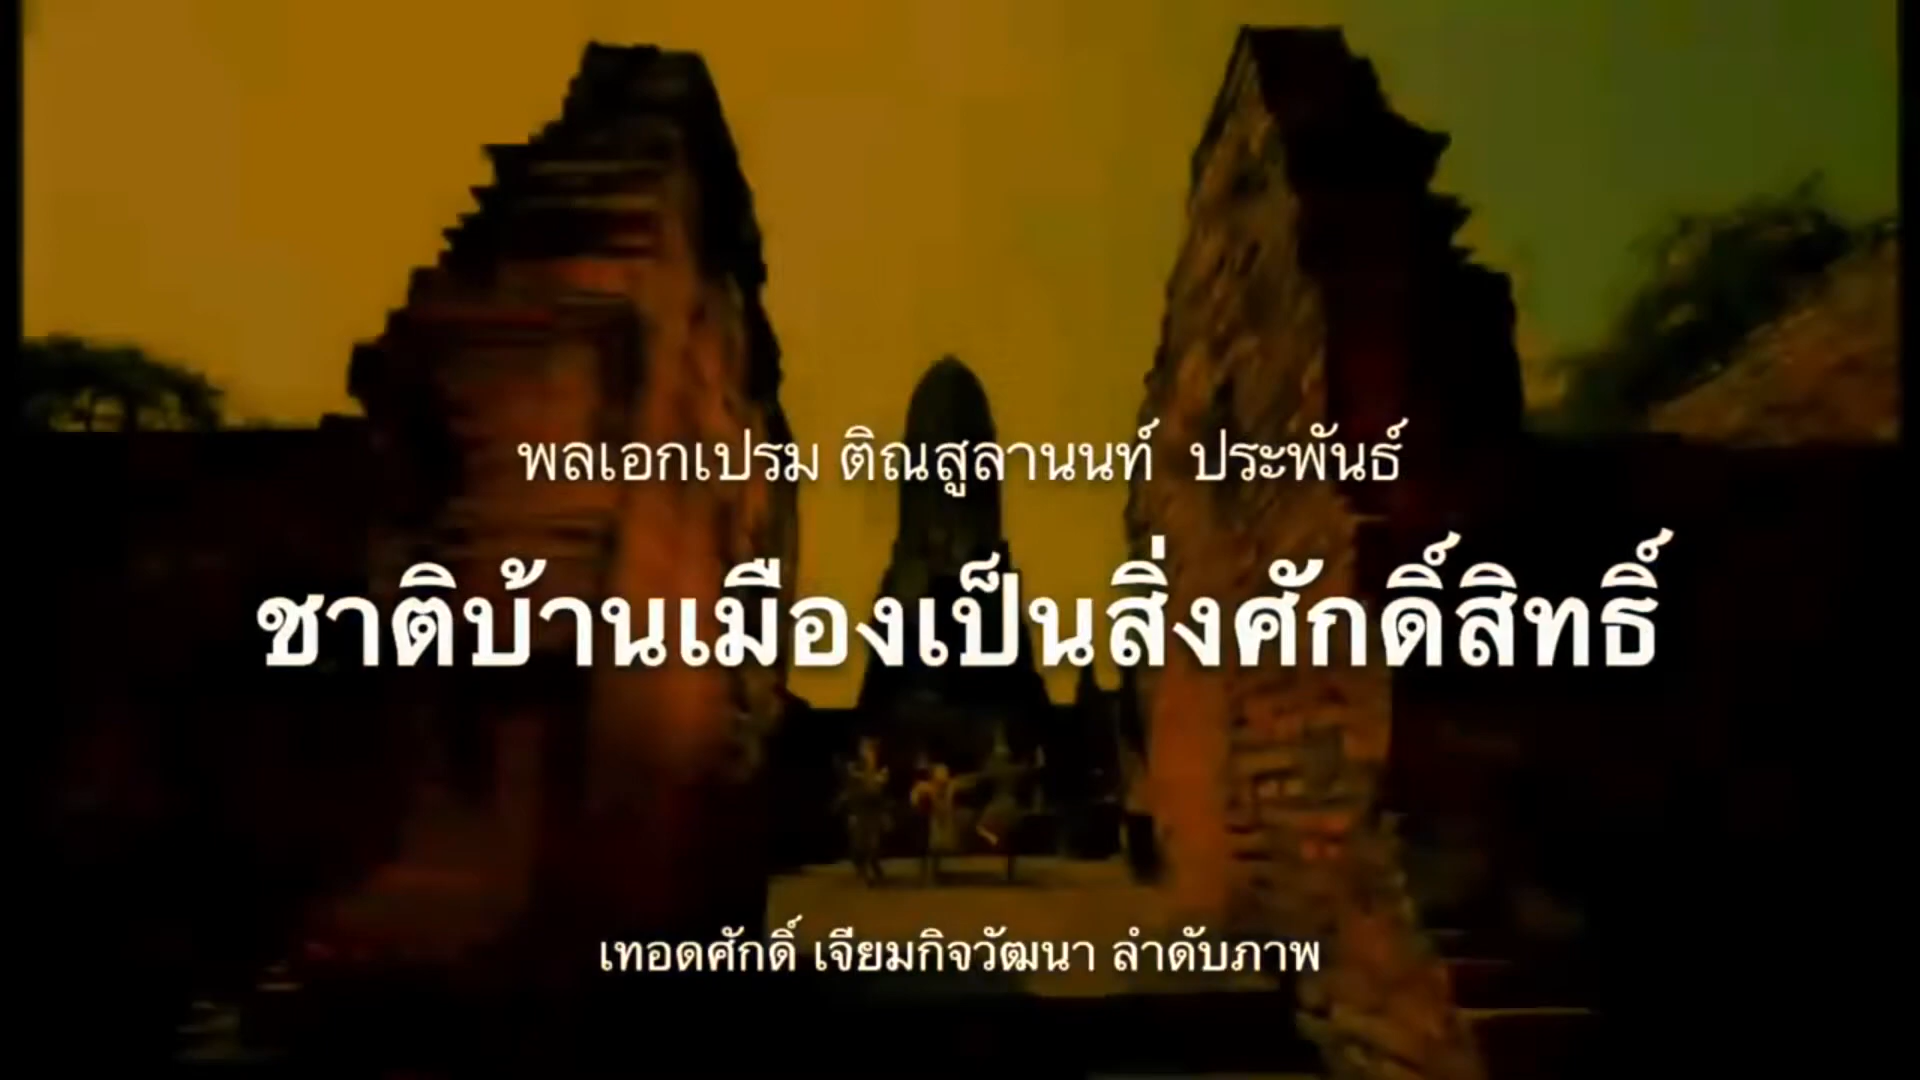 พลเอกเปรม ติณสูลานนท์  ประพันธ์
ชาติบ้านเมืองเป็นสิ่งศักดิ์สิทธิ์
เทอดศักดิ์ เจียมกิจวัฒนา ลำดับภาพ